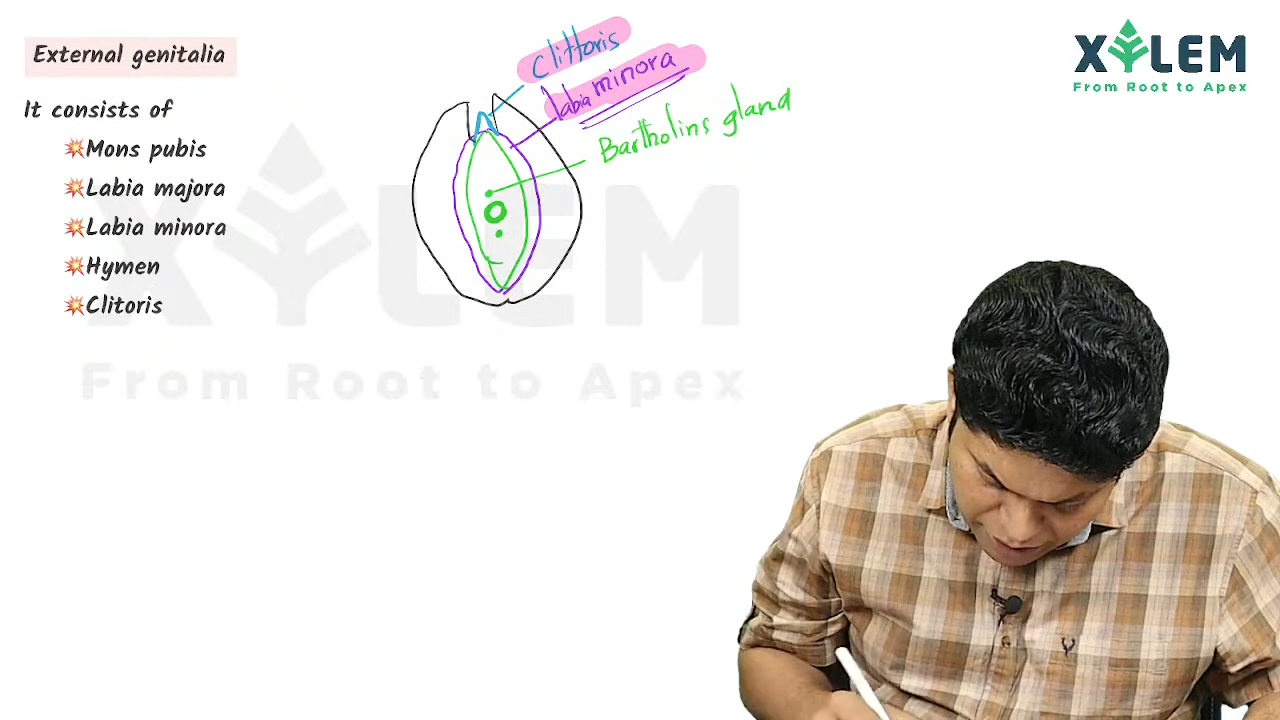 External genitalia
It consists of
Mons pubis
Labia majora
Labia minora
Hymen
Clitoris
clittoris
labia minora
Bartholins gland
XYLEM
From Root to Apex
XYLEM
From Root to Apex